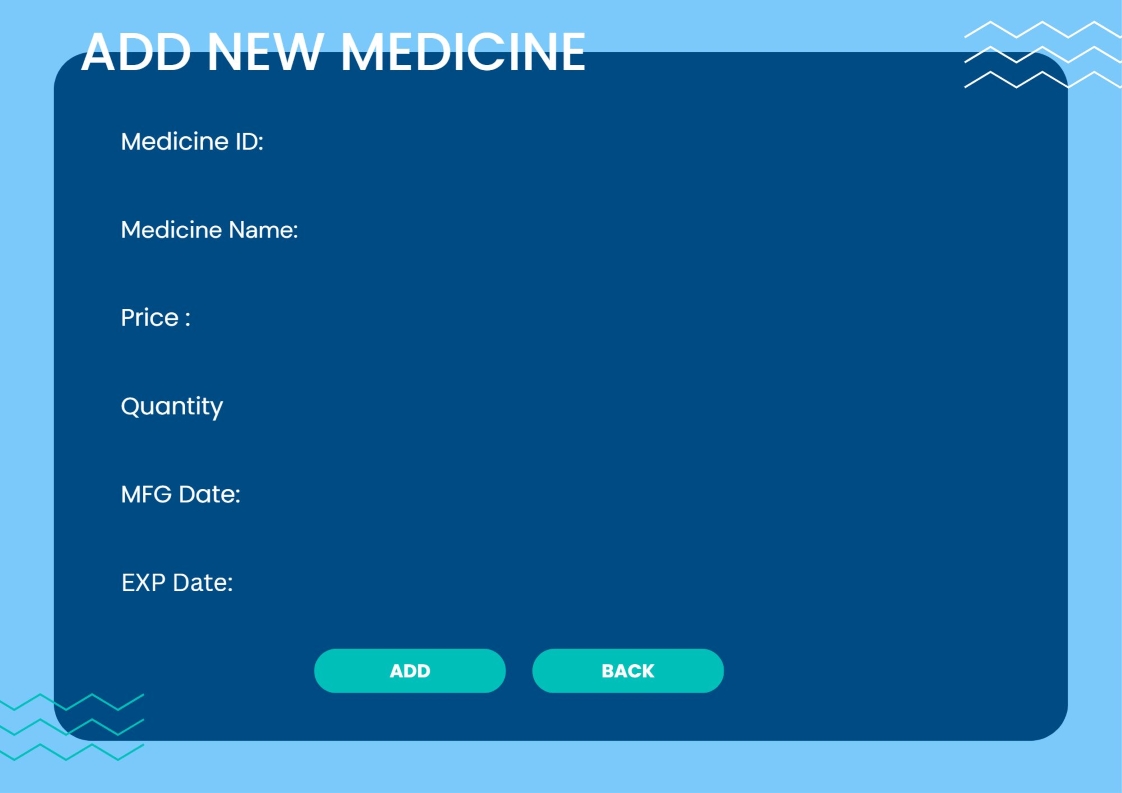 ADD NEW MEDICINE
Medicine ID:
Medicine Name:
Price :
Quantity
MFG Date:
EXP Date:
ADD
BACK